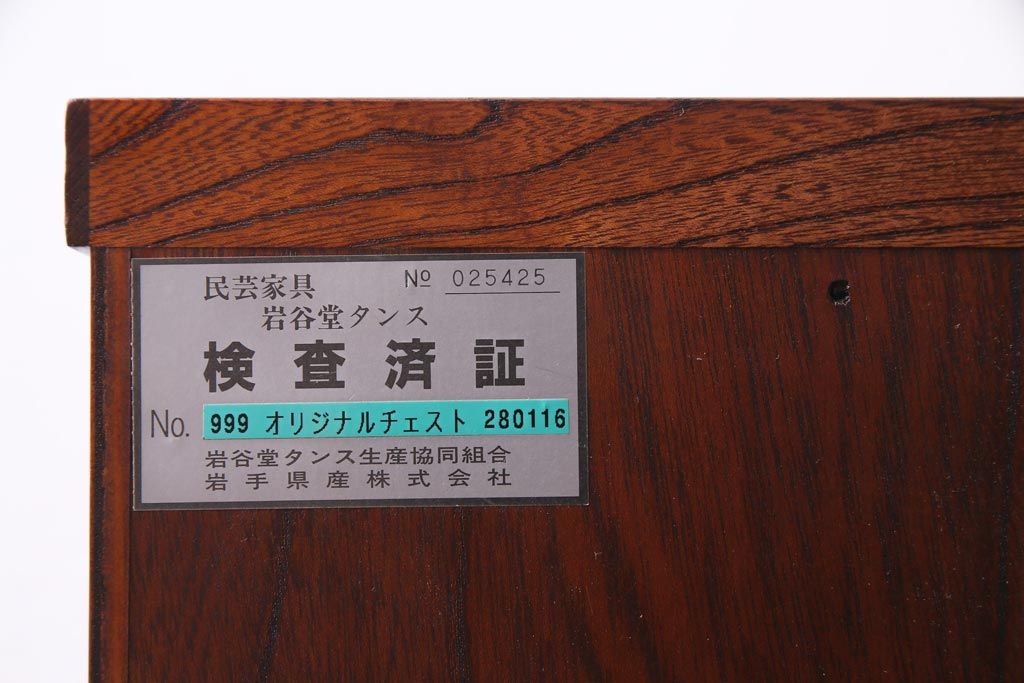 民芸家具 № 025425
岩谷堂タンス
検査済証
No. 999 オリジナルチェスト 280116
岩谷堂タンス生産協同組合
岩手県産株式会社